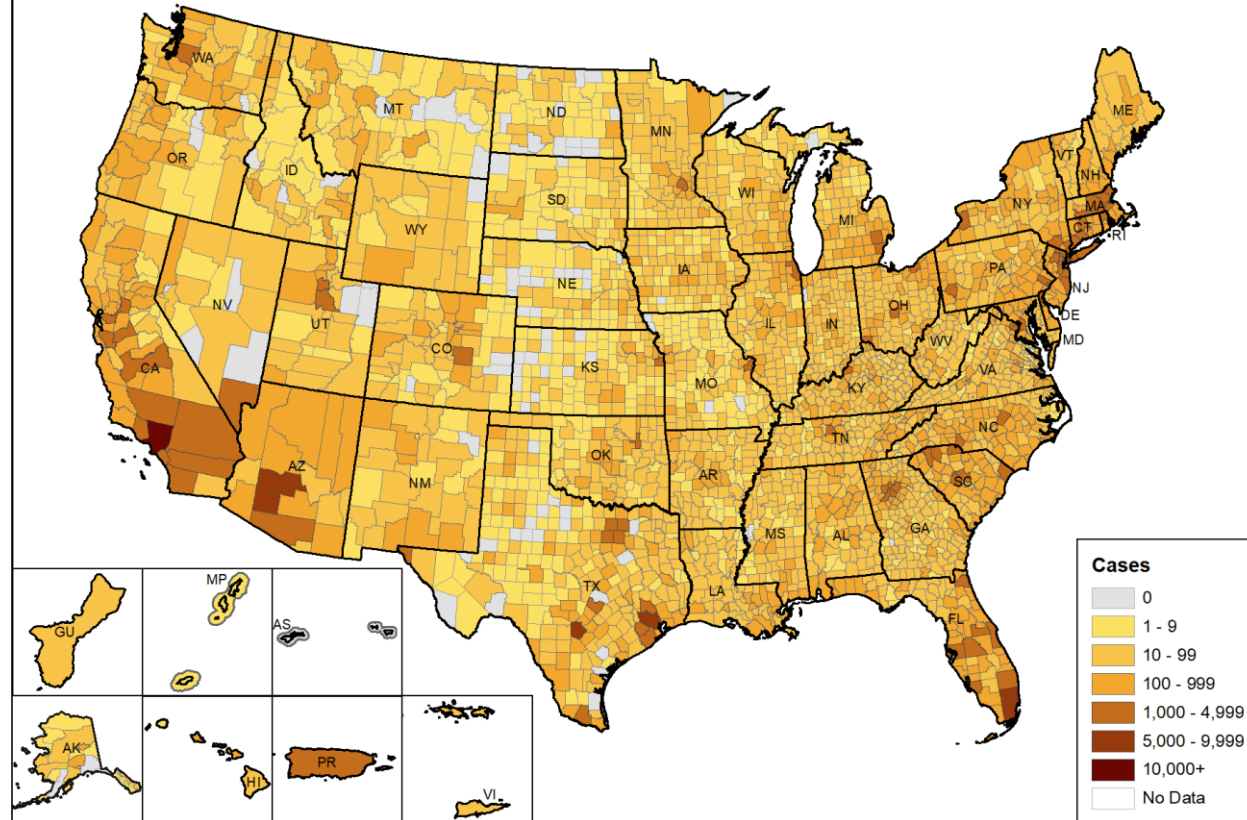 WA
MT
ND
MN
ME
OR
ID
SD
WI
VT
NH
NY
MA
CT
RI
MI
WY
IA
PA
NJ
NV
NE
IL
IN
OH
DE
MD
UT
CO
WV
VA
CA
KS
MO
KY
NC
TN
AZ
NM
OK
AR
SC
MS
AL
GA
TX
LA
FL
GU
MP
AS
AK
HI
PR
VI
Cases
0
1 - 9
10 - 99
100 - 999
1,000 - 4,999
5,000 - 9,999
10,000+
No Data